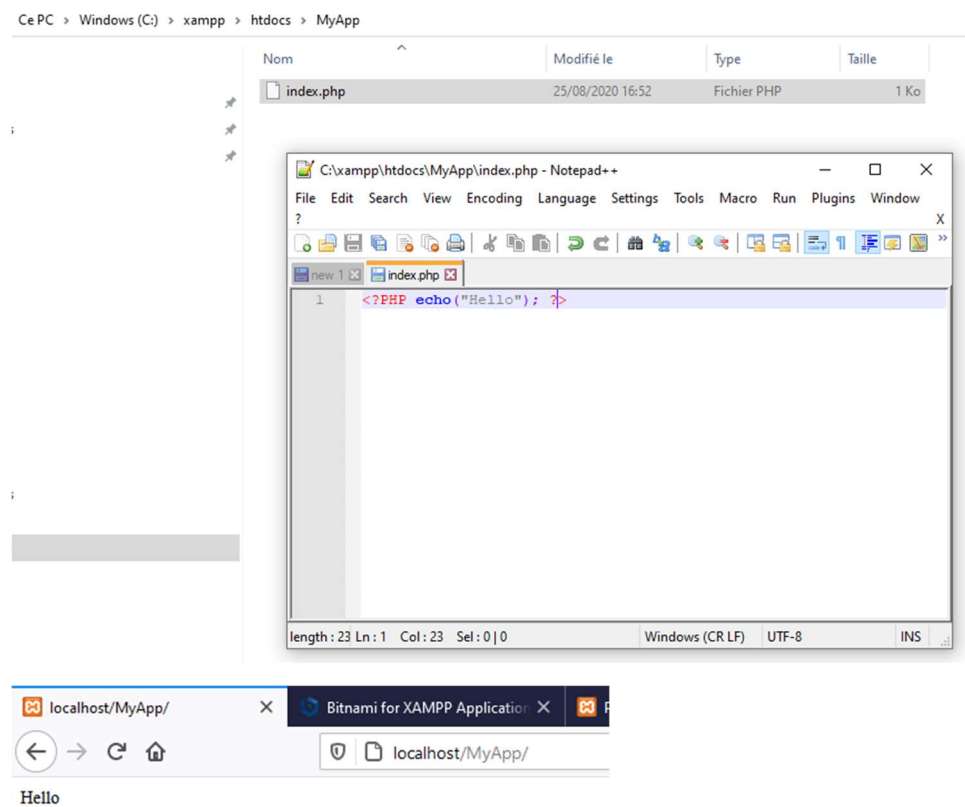 Ce PC > Windows (C:) > xampp > htdocs > MyApp
Nom Modifié le Type Taille
index.php 25/08/2020 16:52 Fichier PHP 1 Ko
C:\xampp\htdocs\MyApp\index.php - Notepad++
File Edit Search View Encoding Language Settings Tools Macro Run Plugins Window
? X
new 1 index.php
1 <?PHP echo("Hello"); ?>
length : 23 Ln : 1 Col : 23 Sel : 0 | 0 Windows (CR LF) UTF-8 INS
localhost/MyApp/ Bitnami for XAMPP Application
localhost/MyApp/
Hello